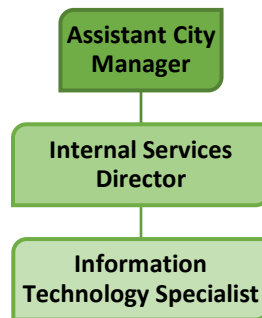 Assistant City
Manager
Internal Services
Director
Information
Technology Specialist